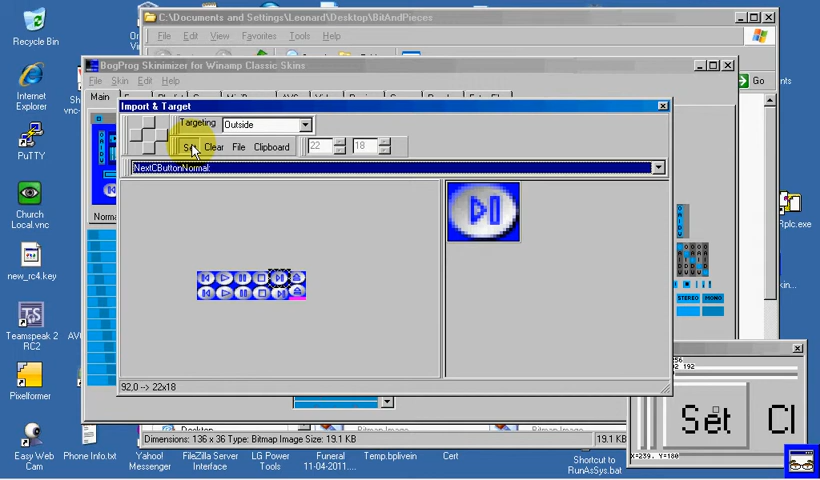 C:\Documents and Settings\Leonard\Desktop\BitAndPieces
File Edit View Favorites Tools Help
Go
BogProg Skinimizer for Winamp Classic Skins
File Skin Edit Help
Main
Import & Target
Targeting Outside
Set Clear File Clipboard 22 18
NextCButtonNormal:
Norma
92,0 --> 22x18
STEREO MONO
Recycle Bin
Internet
Explorer
PuTTY
Church
Local.vnc
new_rc4.key
Teamspeak 2
RC2
Pixelformer
Easy Web
Cam
Phone Info.txt
Yahoo!
Messenger
FileZilla Server
Interface
LG Power
Tools
Funeral
11-04-2011...
Temp.bplivein
Cert
Shortcut to
RunAsSys.bat
Desktop
Bitmap Image
Dimensions: 136 x 36 Type: Bitmap Image Size: 19.1 KB
19.1 KB
Set Cl
X=239, Y=180
Rplc.exe